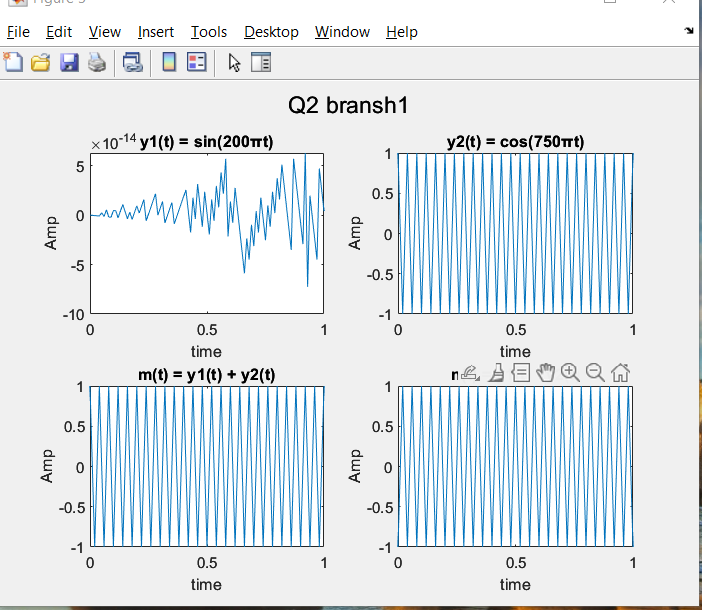 File Edit View Insert Tools Desktop Window Help
Q2 bransh1
×10^-14 y1(t) = sin(200πt)
5
0
-5
-10
Amp
0 0.5 1
time
y2(t) = cos(750πt)
1
0.5
0
-0.5
-1
Amp
0 0.5 1
time
m(t) = y1(t) + y2(t)
1
0.5
0
-0.5
-1
Amp
0 0.5 1
time
1
0.5
0
-0.5
-1
Amp
0 0.5 1
time